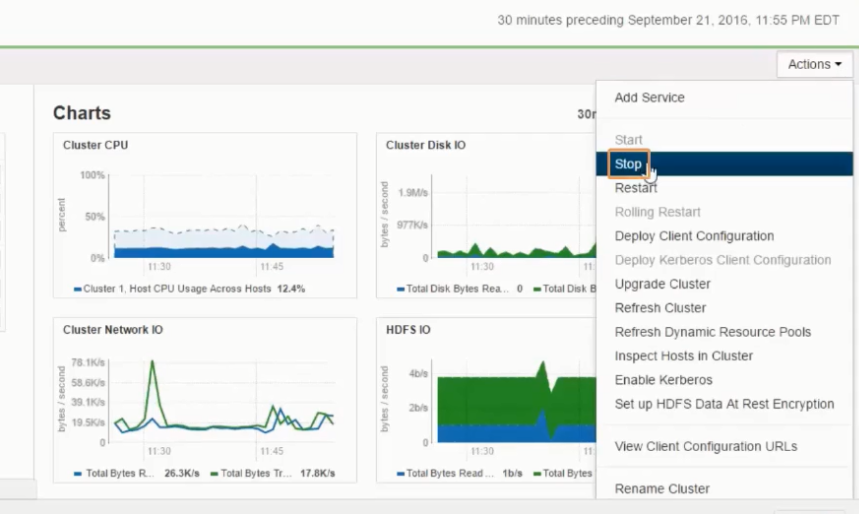 30 minutes preceding September 21, 2016, 11:55 PM EDT
Actions
Charts
30
Cluster CPU
percent
100%
50%
0%
11:30
11:45
Cluster 1, Host CPU Usage Across Hosts 12.4%
Cluster Disk IO
bytes / second
1.9M/s
977K/s
0
11:30
11:
Total Disk Bytes Rea... 0 Total Disk B
Cluster Network IO
bytes / second
78.1K/s
58.6K/s
39.1K/s
19.5K/s
0
11:30
11:45
Total Bytes R... 26.3K/s Total Bytes Tr... 17.8K/s
HDFS IO
bytes / second
4b/s
2b/s
0
11:30
11:
Total Bytes Read ... 1b/s Total Bytes
Add Service
Start
Stop
Restart
Rolling Restart
Deploy Client Configuration
Deploy Kerberos Client Configuration
Upgrade Cluster
Refresh Cluster
Refresh Dynamic Resource Pools
Inspect Hosts in Cluster
Enable Kerberos
Set up HDFS Data At Rest Encryption
View Client Configuration URLs
Rename Cluster